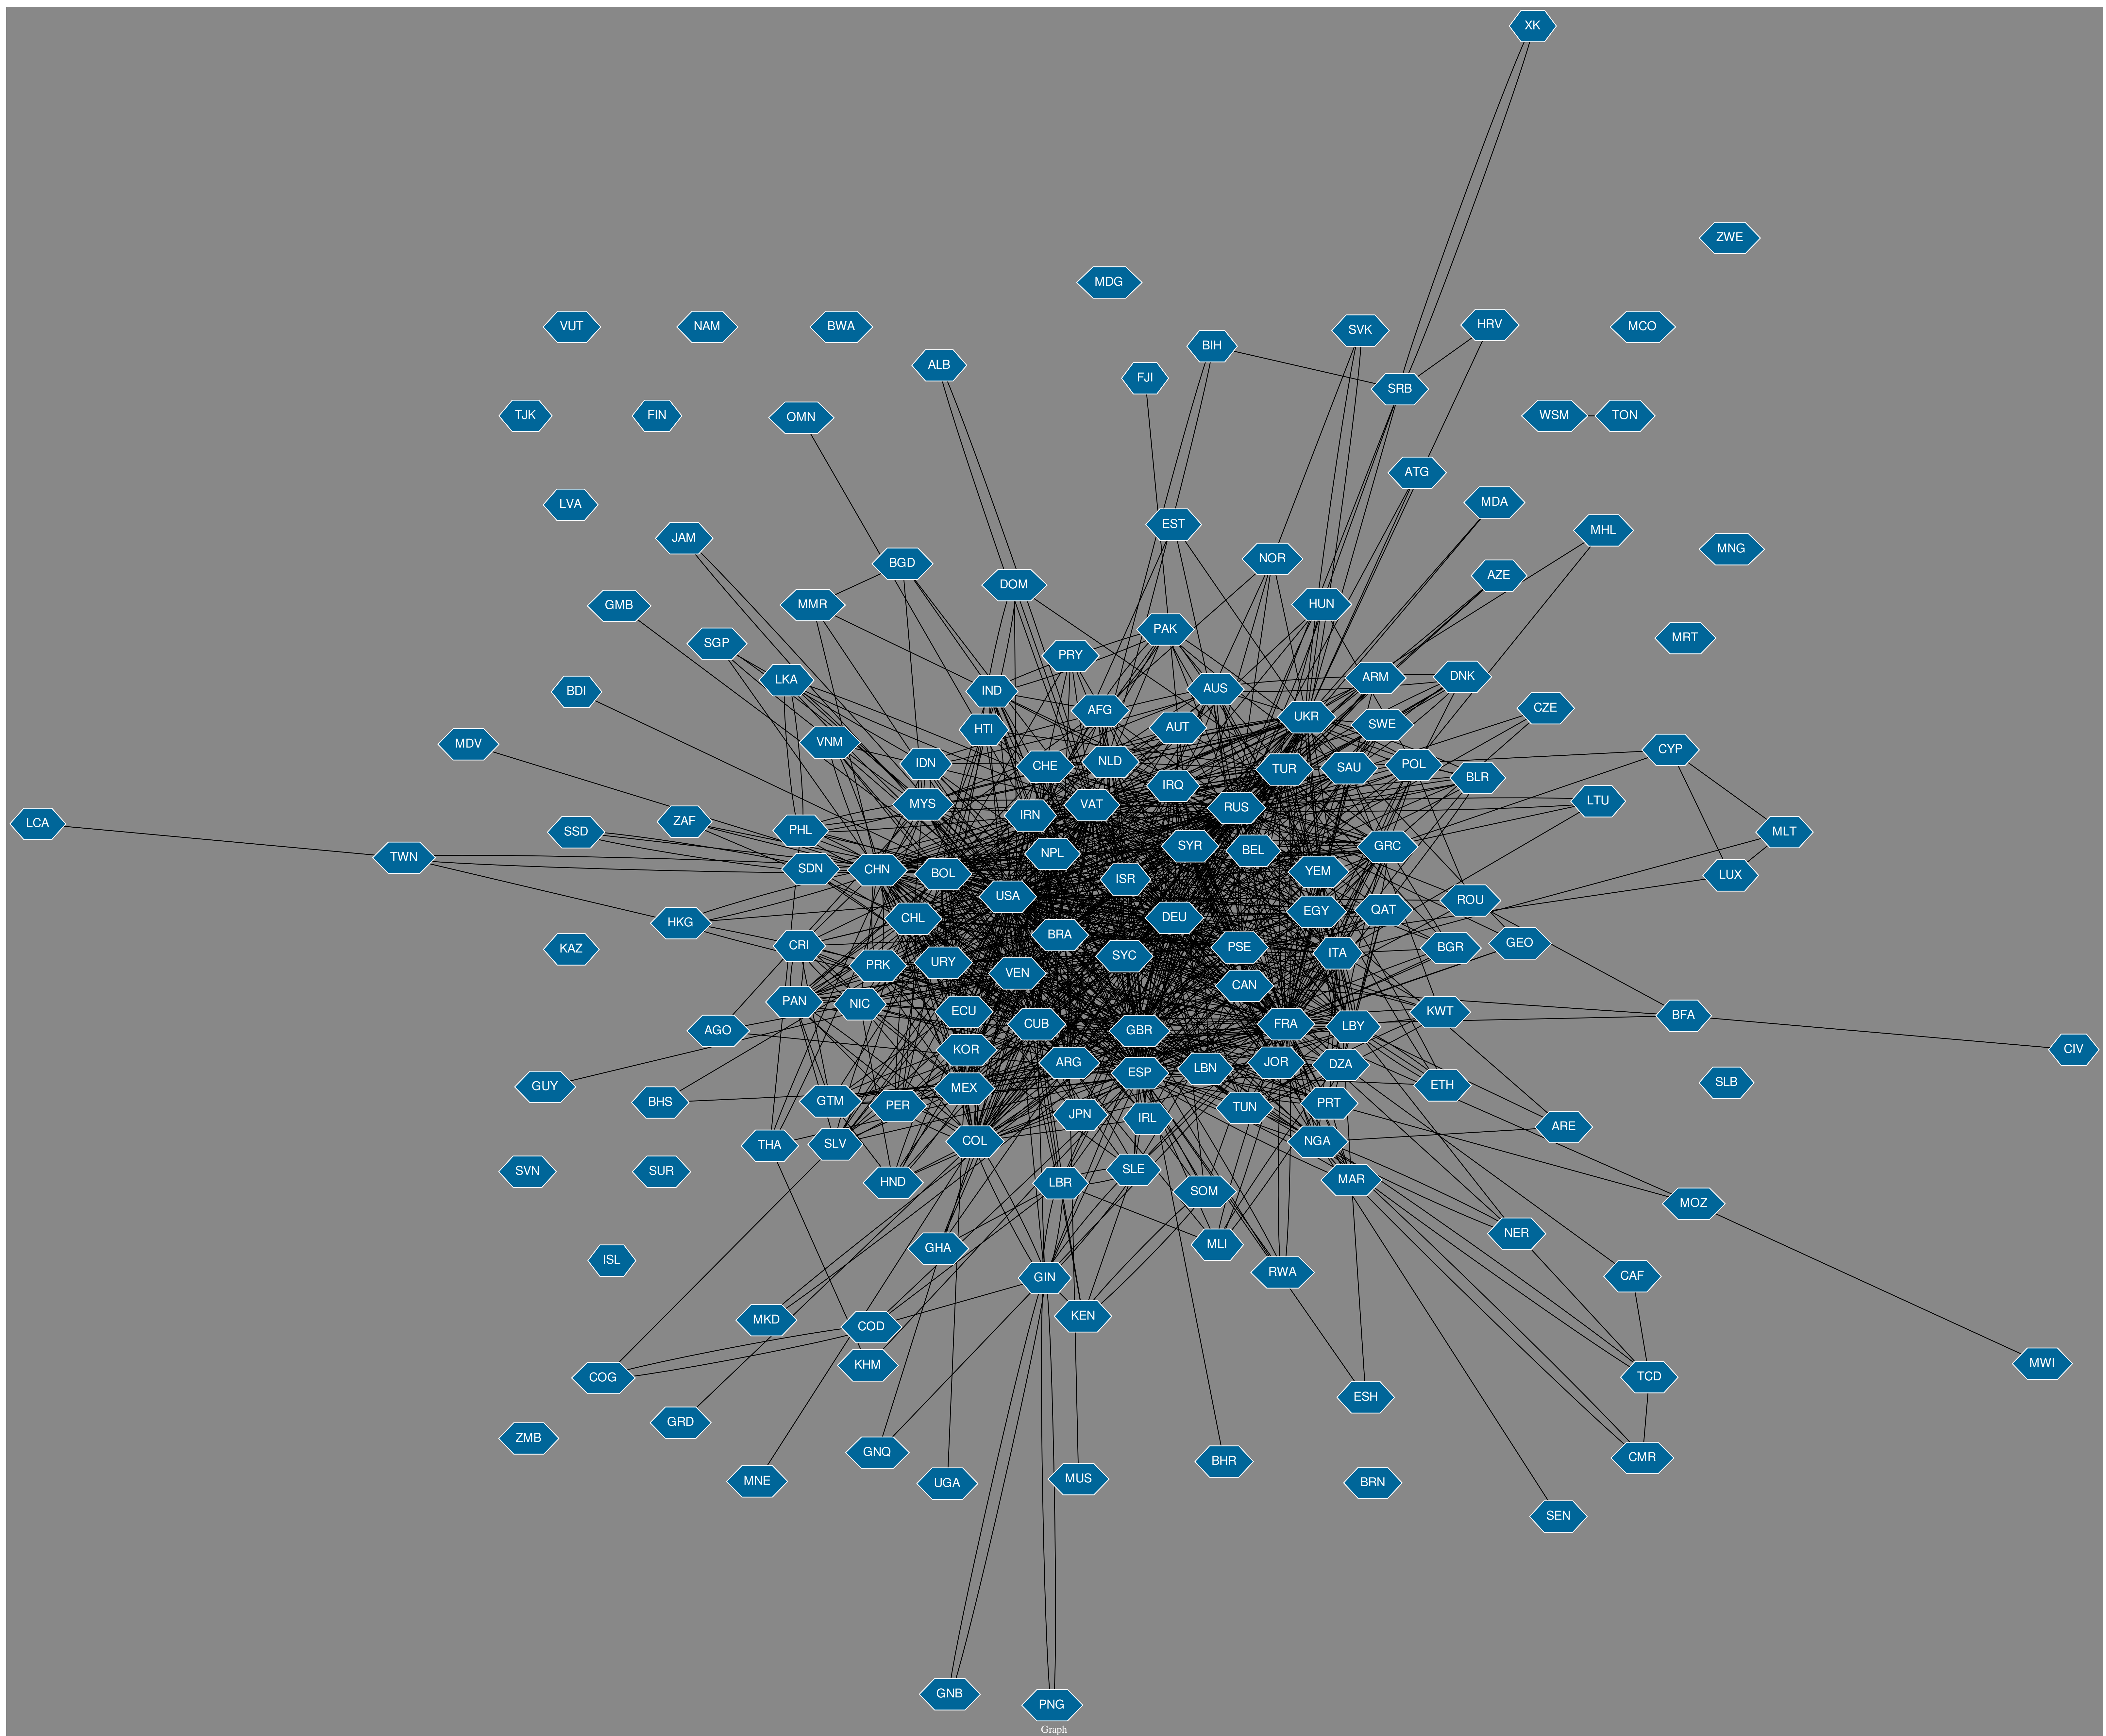 XK
ZWE
MDG
VUT
NAM
BWA
SVK
HRV
MCO
BIH
ALB
FJI
SRB
TJK
FIN
OMN
WSM
TON
ATG
LVA
MDA
EST
MHL
JAM
MNG
BGD
NOR
AZE
DOM
GMB
MMR
HUN
PAK
MRT
SGP
PRY
LKA
ARM
DNK
BDI
IND
AUS
AFG
CZE
UKR
SWE
HTI
AUT
MDV
VNM
CYP
IDN
CHE
NLD
TUR
SAU
POL
BLR
IRQ
LTU
MYS
VAT
RUS
LCA
ZAF
IRN
SSD
PHL
MLT
SYR
GRC
TWN
NPL
BEL
SDN
CHN
BOL
YEM
LUX
ISR
USA
ROU
HKG
CHL
DEU
EGY
QAT
BRA
GEO
KAZ
CRI
PSE
BGR
ITA
SYC
PRK
URY
VEN
CAN
PAN
NIC
ECU
KWT
BFA
AGO
CUB
GBR
FRA
LBY
KOR
CIV
ARG
LBN
JOR
DZA
ESP
GUY
MEX
ETH
SLB
BHS
GTM
PER
PRT
JPN
IRL
TUN
ARE
THA
SLV
COL
NGA
SVN
SUR
SLE
HND
LBR
SOM
MAR
MOZ
NER
GHA
MLI
ISL
RWA
GIN
CAF
MKD
COD
KEN
KHM
MWI
COG
TCD
ESH
GRD
ZMB
GNQ
CMR
BHR
MNE
UGA
MUS
BRN
SEN
GNB
PNG
Graph